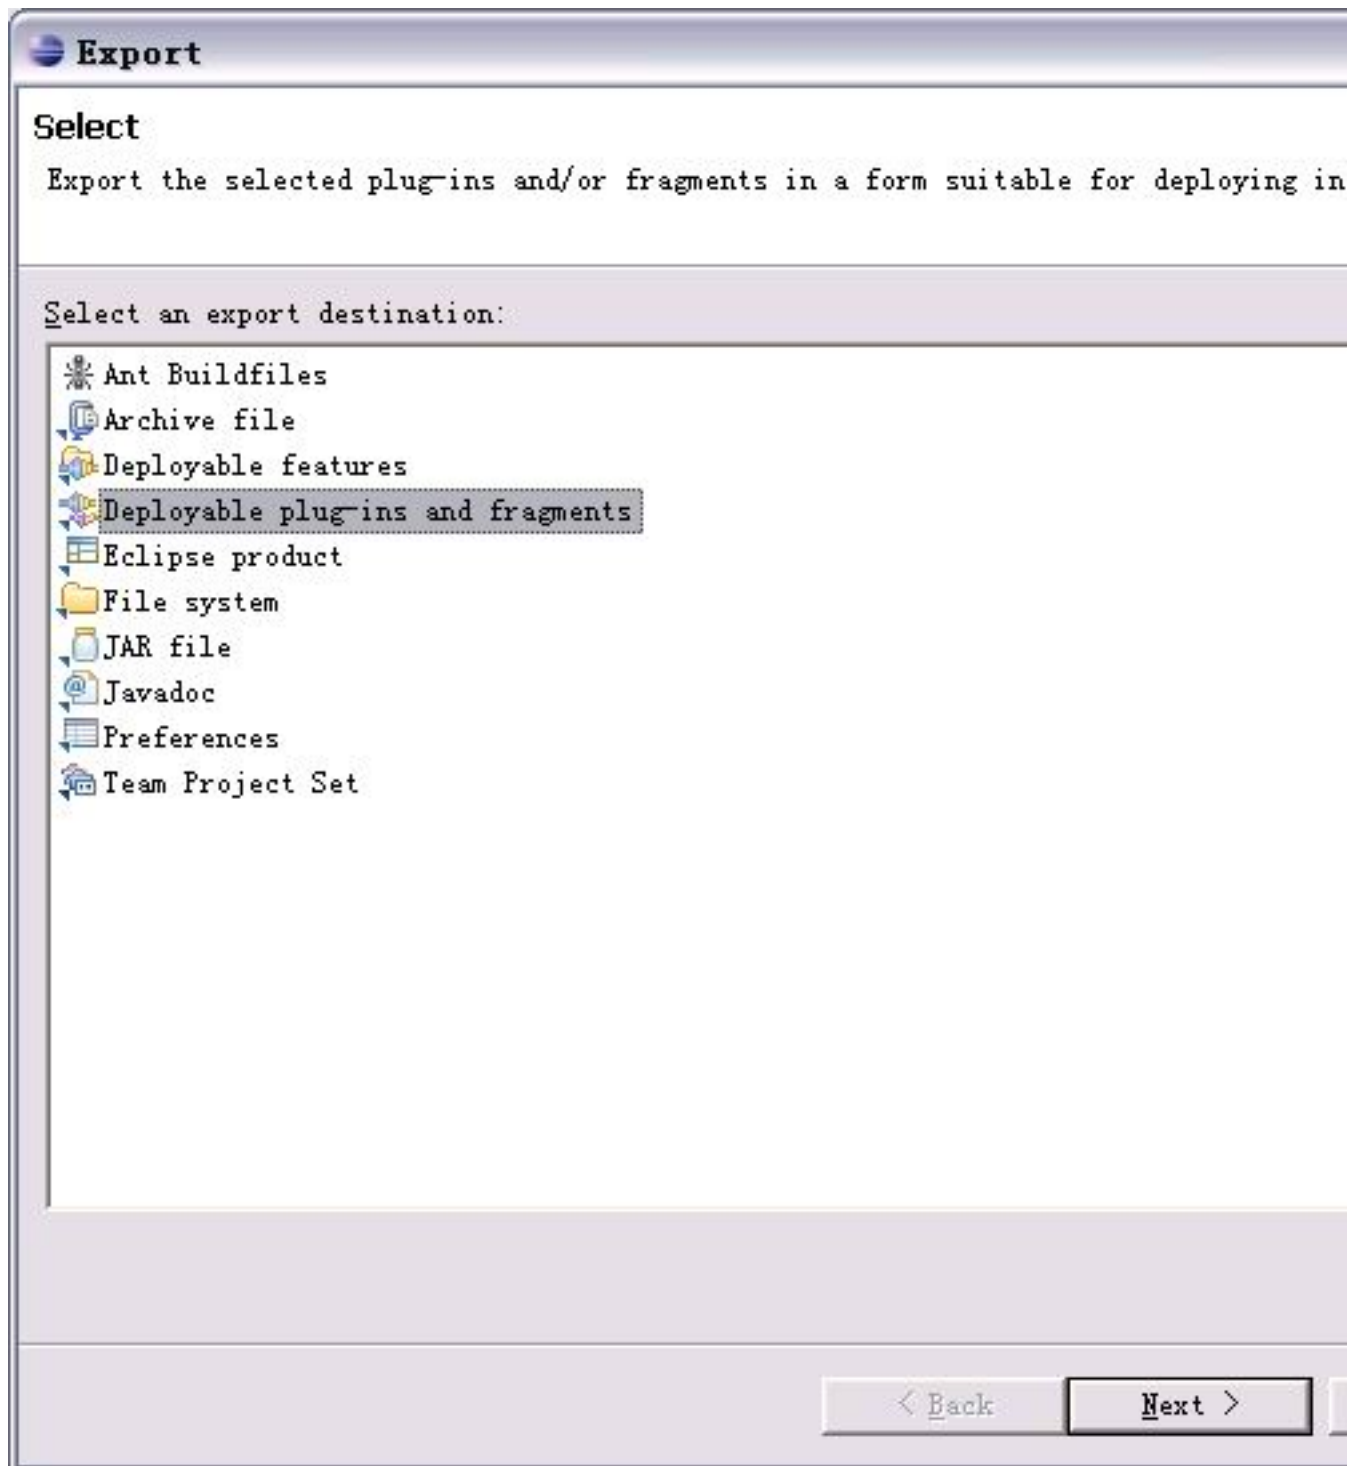 Export
Select
Export the selected plug-ins and/or fragments in a form suitable for deploying in
Select an export destination:
Ant Buildfiles
Archive file
Deployable features
Deployable plug-ins and fragments
Eclipse product
File system
JAR file
Javadoc
Preferences
Team Project Set
< Back
Next >